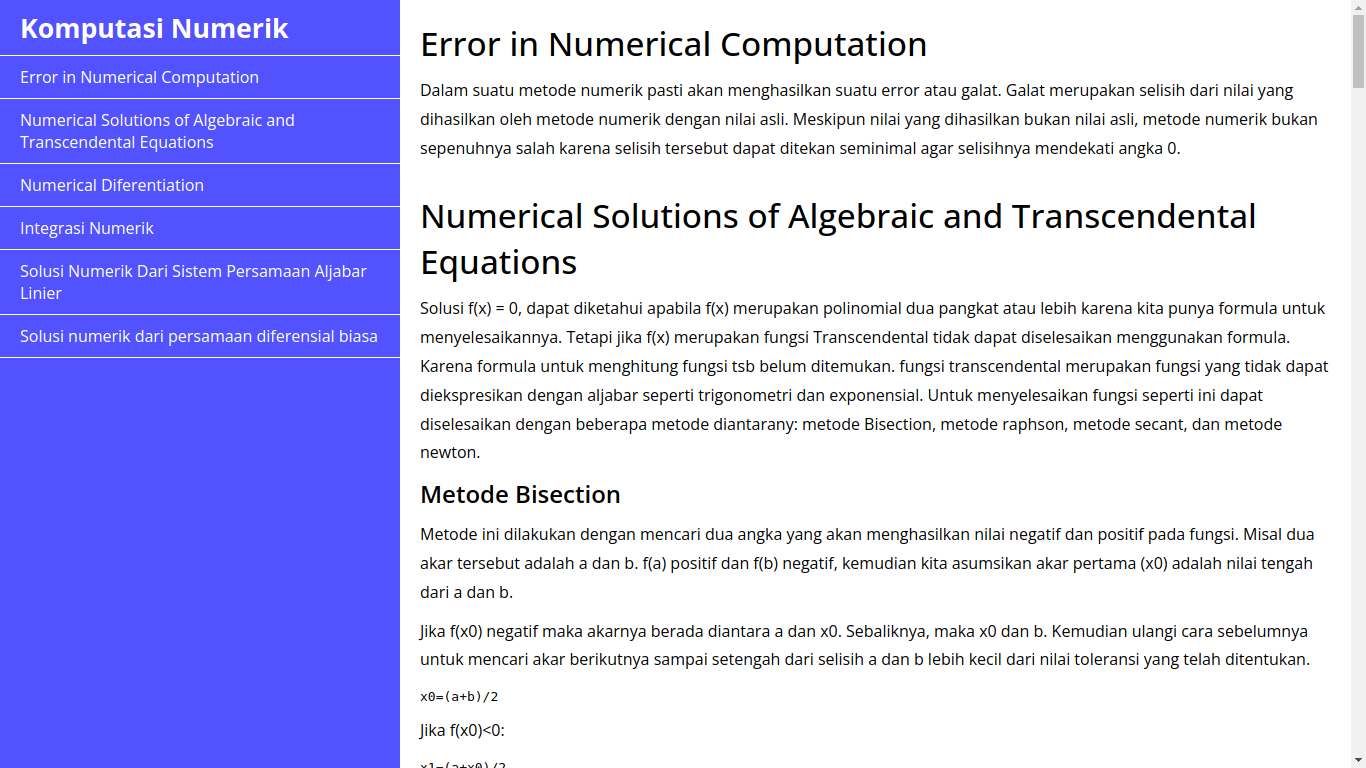 Komputasi Numerik
Error in Numerical Computation
Numerical Solutions of Algebraic and
Transcendental Equations
Numerical Diferentiation
Integrasi Numerik
Solusi Numerik Dari Sistem Persamaan Aljabar
Linier
Solusi numerik dari persamaan diferensial biasa
Error in Numerical Computation
Dalam suatu metode numerik pasti akan menghasilkan suatu error atau galat. Galat merupakan selisih dari nilai yang
dihasilkan oleh metode numerik dengan nilai asli. Meskipun nilai yang dihasilkan bukan nilai asli, metode numerik bukan
sepenuhnya salah karena selisih tersebut dapat ditekan seminimal agar selisihnya mendekati angka 0.
Numerical Solutions of Algebraic and Transcendental
Equations
Solusi f(x) = 0, dapat diketahui apabila f(x) merupakan polinomial dua pangkat atau lebih karena kita punya formula untuk
menyelesaikannya. Tetapi jika f(x) merupakan fungsi Transcendental tidak dapat diselesaikan menggunakan formula.
Karena formula untuk menghitung fungsi tsb belum ditemukan. fungsi transcendental merupakan fungsi yang tidak dapat
diekspresikan dengan aljabar seperti trigonometri dan exponensial. Untuk menyelesaikan fungsi seperti ini dapat
diselesaikan dengan beberapa metode diantarany: metode Bisection, metode raphson, metode secant, dan metode
newton.
Metode Bisection
Metode ini dilakukan dengan mencari dua angka yang akan menghasilkan nilai negatif dan positif pada fungsi. Misal dua
akar tersebut adalah a dan b. f(a) positif dan f(b) negatif, kemudian kita asumsikan akar pertama (x0) adalah nilai tengah
dari a dan b.
Jika f(x0) negatif maka akarnya berada diantara a dan x0. Sebaliknya, maka x0 dan b. Kemudian ulangi cara sebelumnya
untuk mencari akar berikutnya sampai setengah dari selisih a dan b lebih kecil dari nilai toleransi yang telah ditentukan.
x0=(a+b)/2
Jika f(x0)<0:
x1=(a+x0)/2